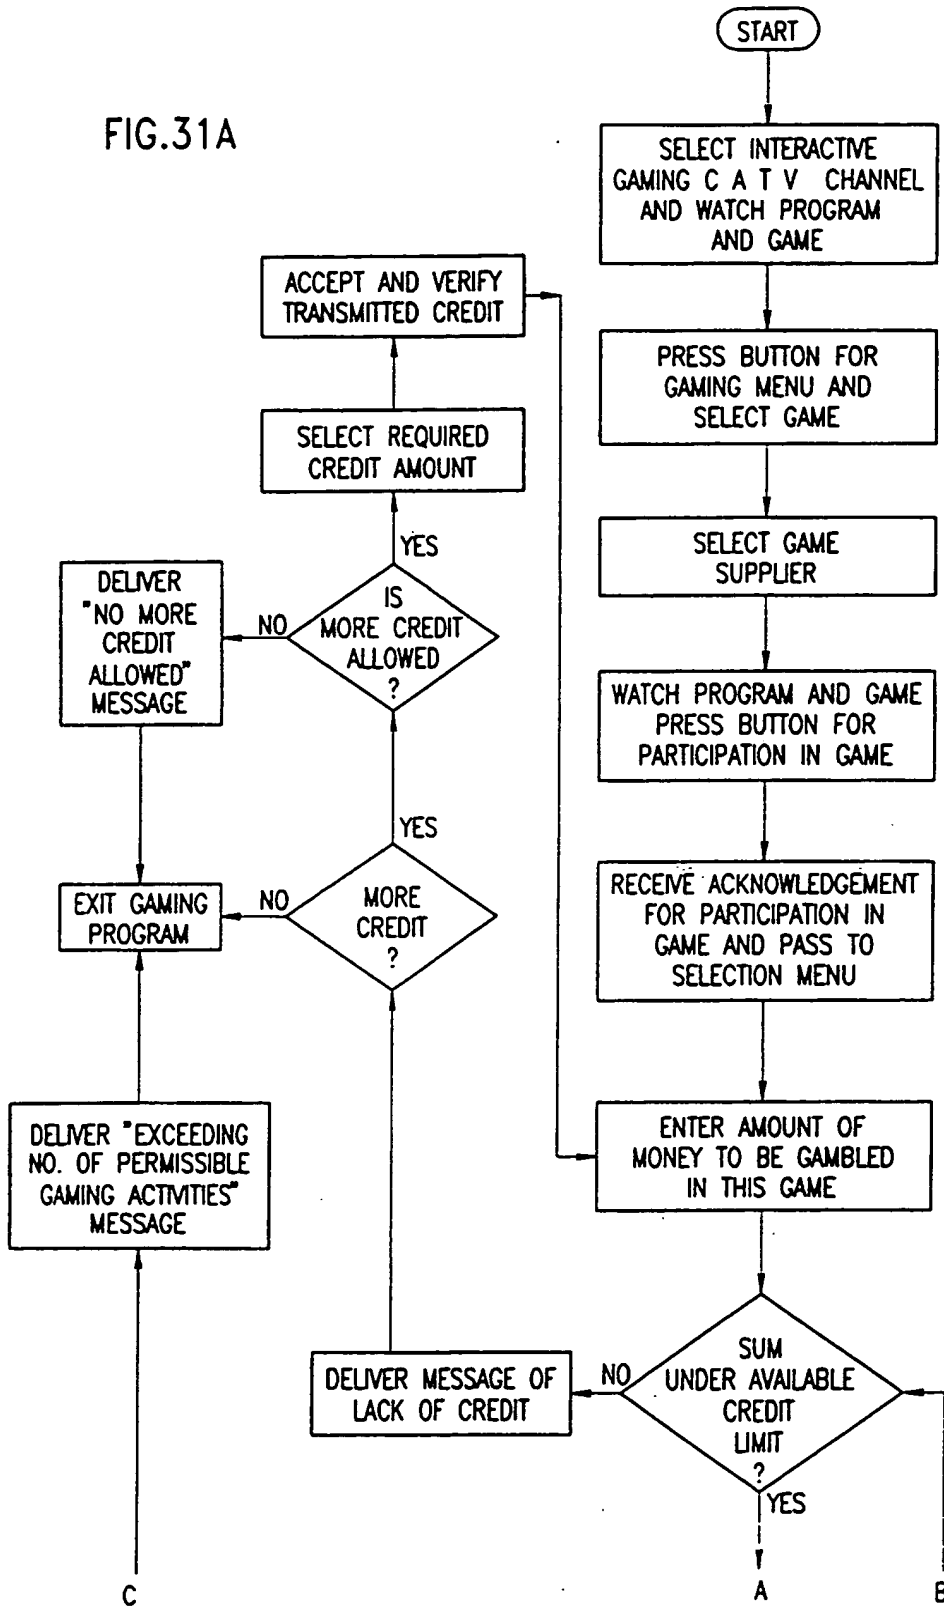 START
FIG.31A
SELECT INTERACTIVE
GAMING C A T V CHANNEL
AND WATCH PROGRAM
AND GAME
ACCEPT AND VERIFY
TRANSMITTED CREDIT
PRESS BUTTON FOR
GAMING MENU AND
SELECT GAME
SELECT REQUIRED
CREDIT AMOUNT
SELECT GAME
SUPPLIER
YES
DELIVER
"NO MORE
CREDIT
ALLOWED"
MESSAGE
NO
IS
MORE CREDIT
ALLOWED
?
WATCH PROGRAM AND GAME
PRESS BUTTON FOR
PARTICIPATION IN GAME
YES
EXIT GAMING
PROGRAM
NO
MORE
CREDIT
?
RECEIVE ACKNOWLEDGEMENT
FOR PARTICIPATION IN
GAME AND PASS TO
SELECTION MENU
DELIVER "EXCEEDING
NO. OF PERMISSIBLE
GAMING ACTIVITIES"
MESSAGE
ENTER AMOUNT OF
MONEY TO BE GAMBLED
IN THIS GAME
DELIVER MESSAGE OF
LACK OF CREDIT
NO
SUM
UNDER AVAILABLE
CREDIT
LIMIT
?
YES
C
A
B